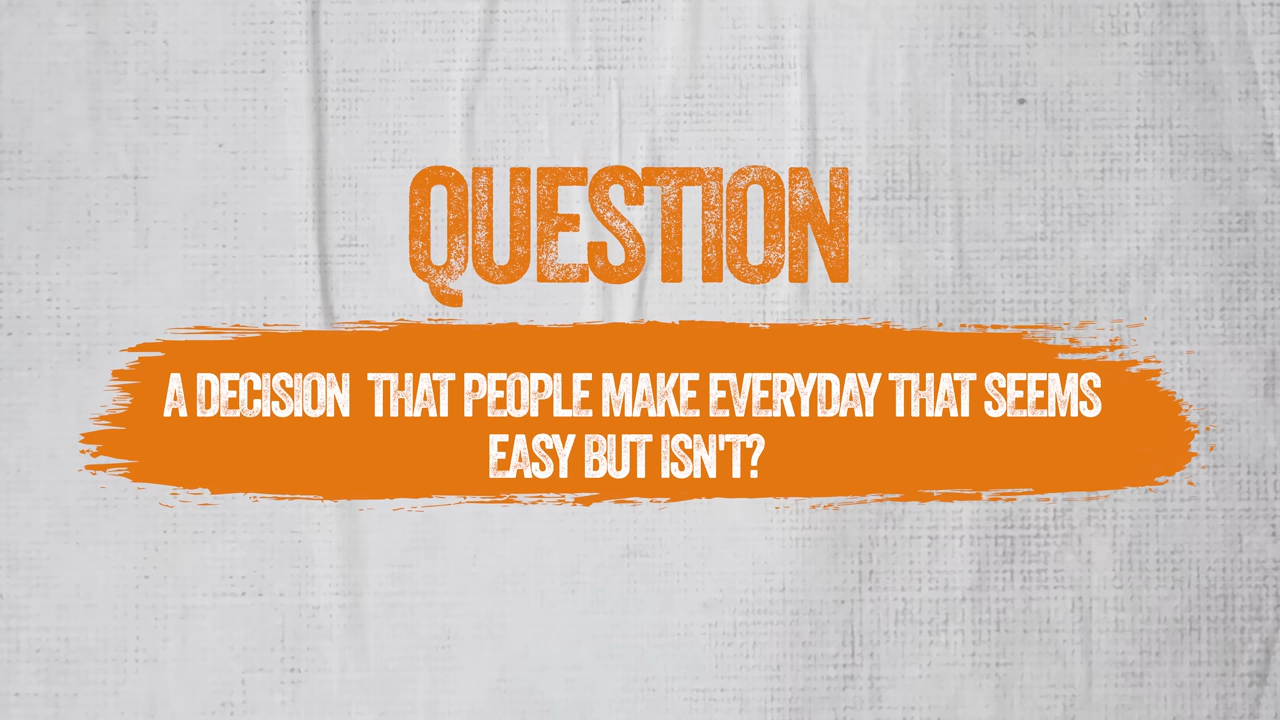 QUESTION
A DECISION THAT PEOPLE MAKE EVERYDAY THAT SEEMS
EASY BUT ISN'T?